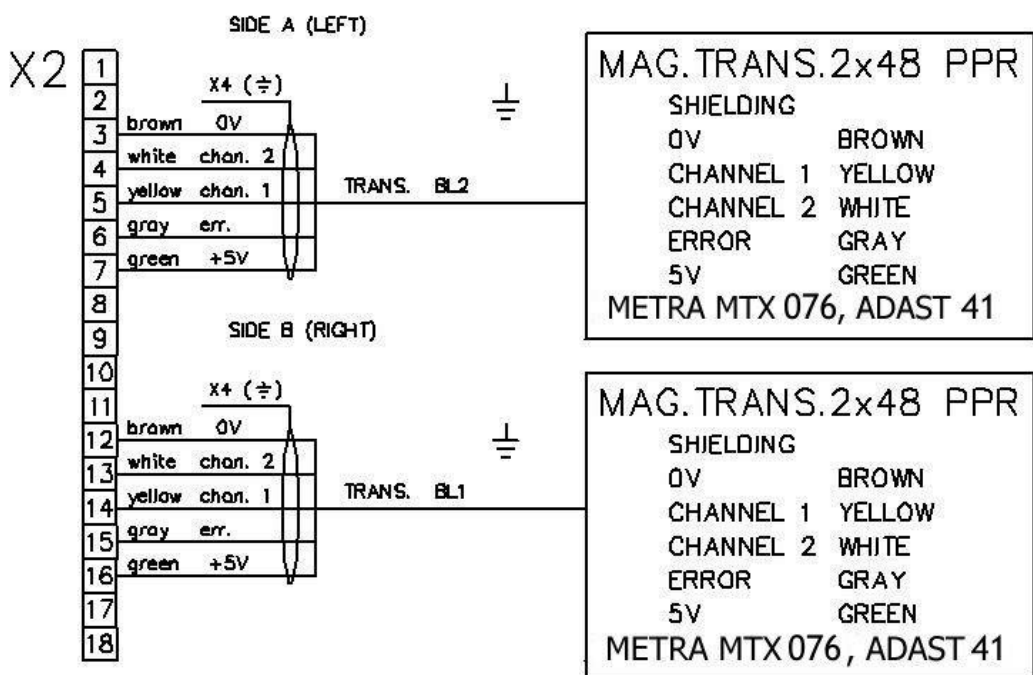 SIDE A (LEFT)
X2
1
2
3
4
5
6
7
8
9
10
11
12
13
14
15
16
17
18
X4 (⏚)
brown 0V
white chan. 2
yellow chan. 1
gray err.
green +5V
TRANS. BL2
MAG.TRANS.2x48 PPR
SHIELDING
0V BROWN
CHANNEL 1 YELLOW
CHANNEL 2 WHITE
ERROR GRAY
5V GREEN
METRA MTX 076, ADAST 41
SIDE B (RIGHT)
X4 (⏚)
brown 0V
white chan. 2
yellow chan. 1
gray err.
green +5V
TRANS. BL1
MAG.TRANS.2x48 PPR
SHIELDING
0V BROWN
CHANNEL 1 YELLOW
CHANNEL 2 WHITE
ERROR GRAY
5V GREEN
METRA MTX 076, ADAST 41